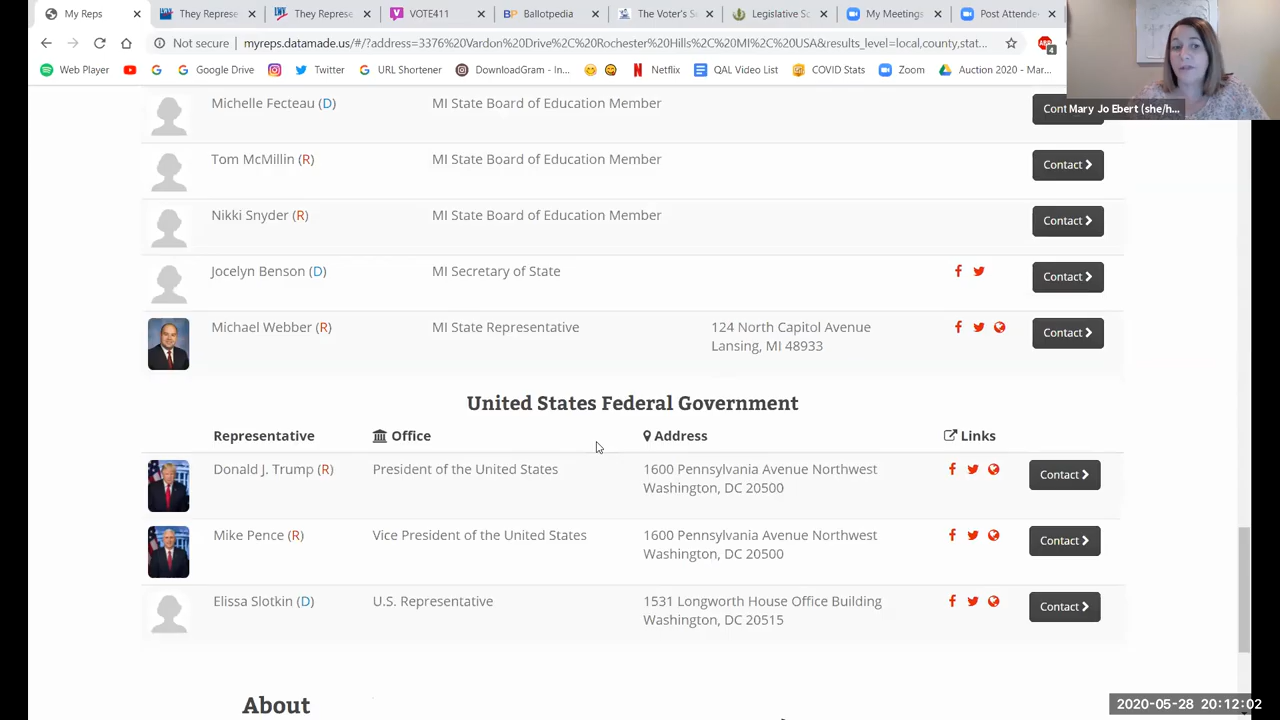 My Reps
They Represe
They Represe
VOTE411
Ballotpedia
The Voter's S
Legislative Sc
My Meetings
Post Attende
Not secure myreps.datamade.us/#/?address=3376%20Variation%20Drive%2C%20Rochester%20Hills%2C%20MI%2C%20USA&results_level=local,county,stat...
4
Web Player
Google Drive
Twitter
URL Shortene
DownloadGram - In...
Netflix
QAL Video List
COVID Stats
Zoom
Auction 2020 - Mar
Mary Jo Ebert (she/h...
Michelle Fecteau (D) MI State Board of Education Member Cont
Tom McMillin (R) MI State Board of Education Member Contact
Nikki Snyder (R) MI State Board of Education Member Contact
Jocelyn Benson (D) MI Secretary of State Contact
Michael Webber (R) MI State Representative 124 North Capitol Avenue Contact
Lansing, MI 48933
United States Federal Government
Representative Office Address Links
Donald J. Trump (R) President of the United States 1600 Pennsylvania Avenue Northwest Contact
Washington, DC 20500
Mike Pence (R) Vice President of the United States 1600 Pennsylvania Avenue Northwest Contact
Washington, DC 20500
Elissa Slotkin (D) U.S. Representative 1531 Longworth House Office Building Contact
Washington, DC 20515
About
2020-05-28 20:12:02